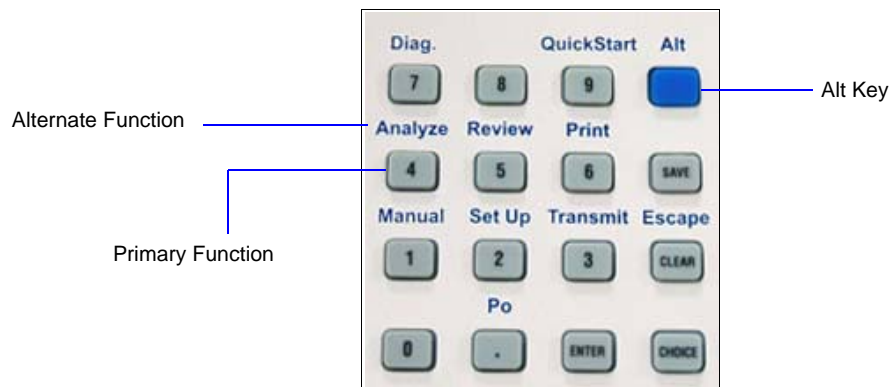 Diag. QuickStart Alt
7 8 9
Alt Key
Alternate Function
Analyze Review Print
4 5 6 SAVE
Manual Set Up Transmit Escape
Primary Function
1 2 3 CLEAR
Po
0 . ENTER CHOICE